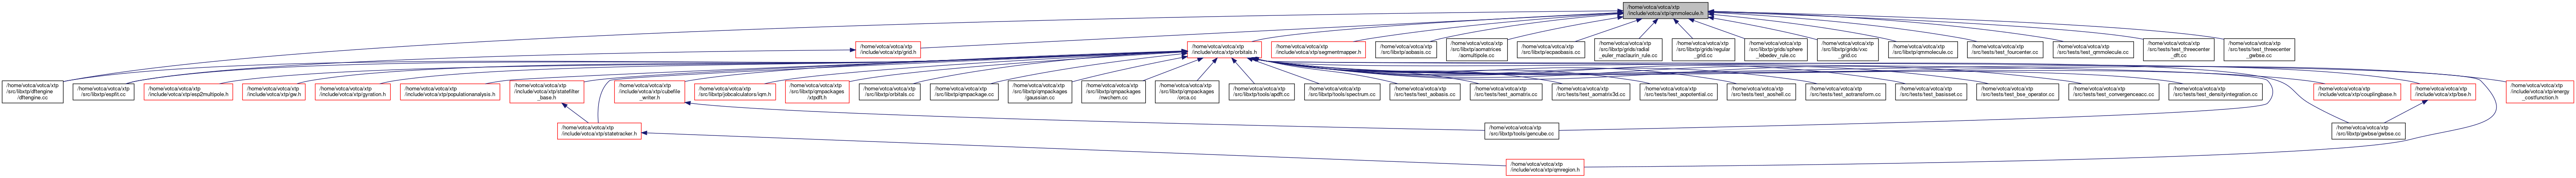 /home/votca/votca/xtp
/include/votca/xtp/qmmolecule.h
/home/votca/votca/xtp
/include/votca/xtp/grid.h
/home/votca/votca/xtp
/include/votca/xtp/orbitals.h
/home/votca/votca/xtp
/include/votca/xtp/segmentmapper.h
/home/votca/votca/xtp
/src/libxtp/aobasis.cc
/home/votca/votca/xtp
/src/libxtp/aomatrices
/aomultipole.cc
/home/votca/votca/xtp
/src/libxtp/ecpaobasis.cc
/home/votca/votca/xtp
/src/libxtp/grids/radial
_euler_maclaurin_rule.cc
/home/votca/votca/xtp
/src/libxtp/grids/regular
_grid.cc
/home/votca/votca/xtp
/src/libxtp/grids/sphere
_lebedev_rule.cc
/home/votca/votca/xtp
/src/libxtp/grids/vxc
_grid.cc
/home/votca/votca/xtp
/src/libxtp/qmmolecule.cc
/home/votca/votca/xtp
/src/tests/test_fourcenter.cc
/home/votca/votca/xtp
/src/tests/test_qmmolecule.cc
/home/votca/votca/xtp
/src/tests/test_threecenter
_dft.cc
/home/votca/votca/xtp
/src/tests/test_threecenter
_gwbse.cc
/home/votca/votca/xtp
/src/libxtp/dftengine
/dftengine.cc
/home/votca/votca/xtp
/src/libxtp/espfit.cc
/home/votca/votca/xtp
/include/votca/xtp/esp2multipole.h
/home/votca/votca/xtp
/include/votca/xtp/gw.h
/home/votca/votca/xtp
/include/votca/xtp/gyration.h
/home/votca/votca/xtp
/include/votca/xtp/populationanalysis.h
/home/votca/votca/xtp
/include/votca/xtp/statefilter
_base.h
/home/votca/votca/xtp
/include/votca/xtp/cubefile
_writer.h
/home/votca/votca/xtp
/src/libxtp/jobcalculators/iqm.h
/home/votca/votca/xtp
/src/libxtp/qmpackages
/xtpdft.h
/home/votca/votca/xtp
/src/libxtp/orbitals.cc
/home/votca/votca/xtp
/src/libxtp/qmpackage.cc
/home/votca/votca/xtp
/src/libxtp/qmpackages
/gaussian.cc
/home/votca/votca/xtp
/src/libxtp/qmpackages
/nwchem.cc
/home/votca/votca/xtp
/src/libxtp/qmpackages
/orca.cc
/home/votca/votca/xtp
/src/libxtp/tools/apdft.cc
/home/votca/votca/xtp
/src/libxtp/tools/spectrum.cc
/home/votca/votca/xtp
/src/tests/test_aobasis.cc
/home/votca/votca/xtp
/src/tests/test_aomatrix.cc
/home/votca/votca/xtp
/src/tests/test_aomatrix3d.cc
/home/votca/votca/xtp
/src/tests/test_aopotential.cc
/home/votca/votca/xtp
/src/tests/test_aoshell.cc
/home/votca/votca/xtp
/src/tests/test_aotransform.cc
/home/votca/votca/xtp
/src/tests/test_basisset.cc
/home/votca/votca/xtp
/src/tests/test_bse_operator.cc
/home/votca/votca/xtp
/src/tests/test_convergenceacc.cc
/home/votca/votca/xtp
/src/tests/test_densityintegration.cc
/home/votca/votca/xtp
/include/votca/xtp/couplingbase.h
/home/votca/votca/xtp
/include/votca/xtp/bse.h
/home/votca/votca/xtp
/include/votca/xtp/energy
_costfunction.h
/home/votca/votca/xtp
/include/votca/xtp/statetracker.h
/home/votca/votca/xtp
/src/libxtp/tools/gencube.cc
/home/votca/votca/xtp
/src/libxtp/gwbse/gwbse.cc
/home/votca/votca/xtp
/include/votca/xtp/qmregion.h